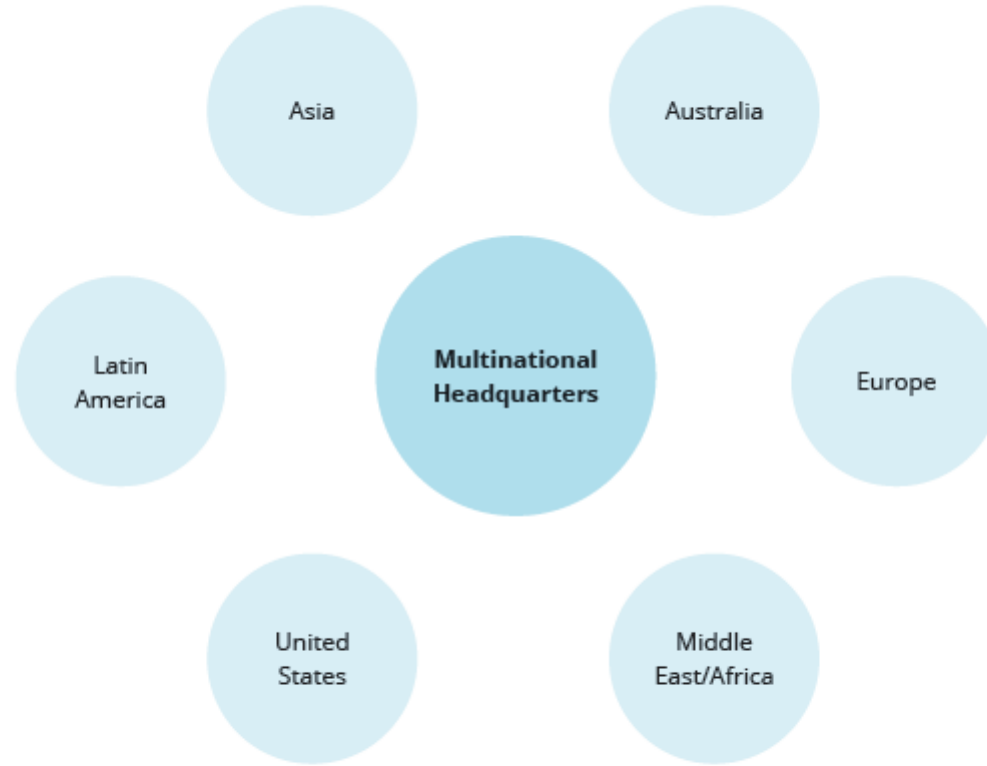 Asia
Australia
Multinational
Headquarters
Latin
America
Europe
United
States
Middle
East/Africa